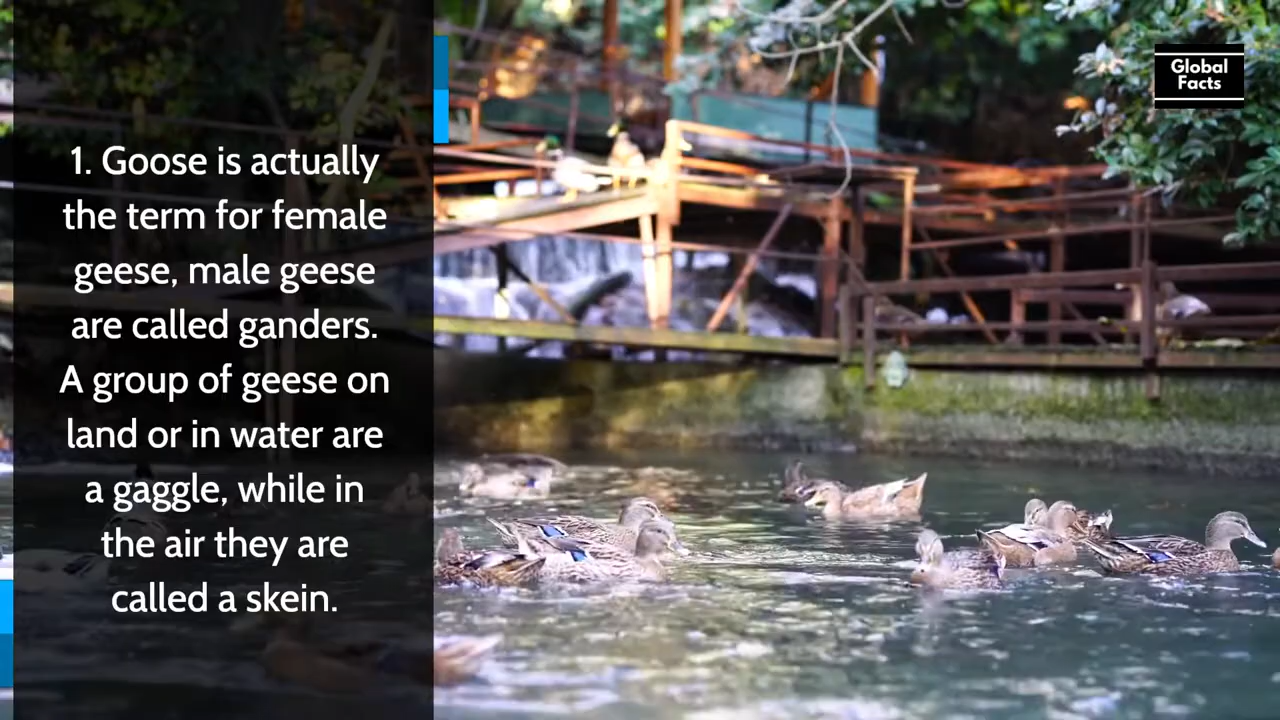 1. Goose is actually
the term for female
geese, male geese
are called ganders.
A group of geese on
land or in water are
a gaggle, while in
the air they are
called a skein.
Global
Facts